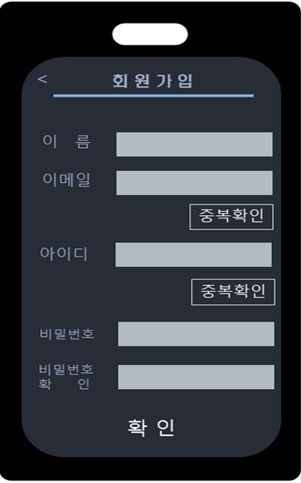 < 회원가입
이 름
이메일
중복확인
아이디
중복확인
비밀번호
비밀번호
확 인
확 인